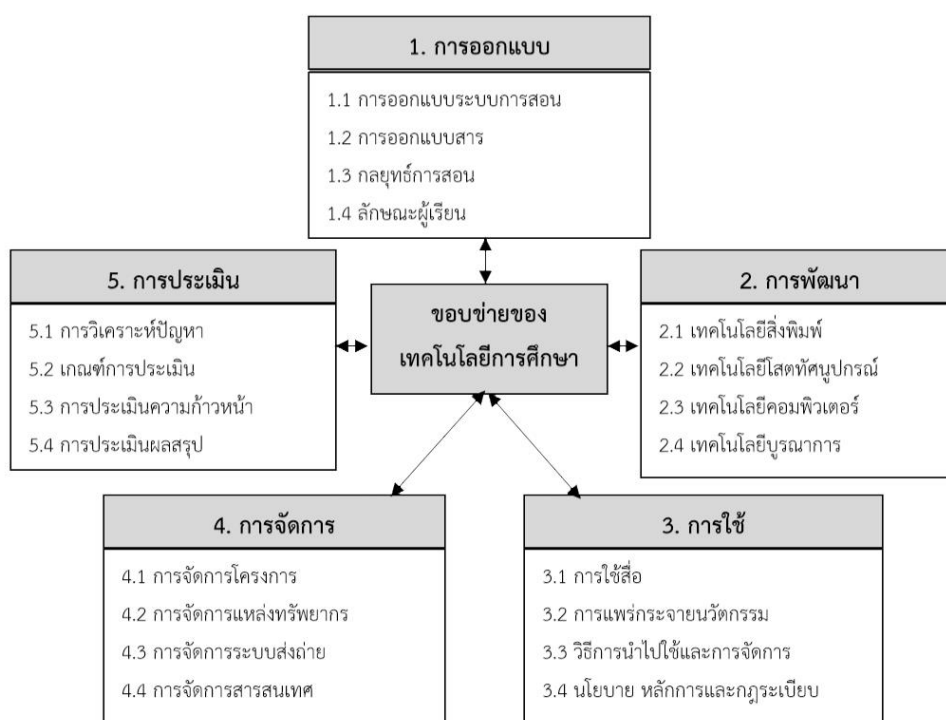 1. การออกแบบ
1.1 การออกแบบระบบการสอน
1.2 การออกแบบสาร
1.3 กลยุทธ์การสอน
1.4 ลักษณะผู้เรียน
ขอบข่ายของ
เทคโนโลยีการศึกษา
2. การพัฒนา
2.1 เทคโนโลยีสิ่งพิมพ์
2.2 เทคโนโลยีโสตทัศนูปกรณ์
2.3 เทคโนโลยีคอมพิวเตอร์
2.4 เทคโนโลยีบูรณาการ
3. การใช้
3.1 การใช้สื่อ
3.2 การแพร่กระจายนวัตกรรม
3.3 วิธีการนำไปใช้และการจัดการ
3.4 นโยบาย หลักการและกฎระเบียบ
4. การจัดการ
4.1 การจัดการโครงการ
4.2 การจัดการแหล่งทรัพยากร
4.3 การจัดการระบบส่งถ่าย
4.4 การจัดการสารสนเทศ
5. การประเมิน
5.1 การวิเคราะห์ปัญหา
5.2 เกณฑ์การประเมิน
5.3 การประเมินความก้าวหน้า
5.4 การประเมินผลสรุป